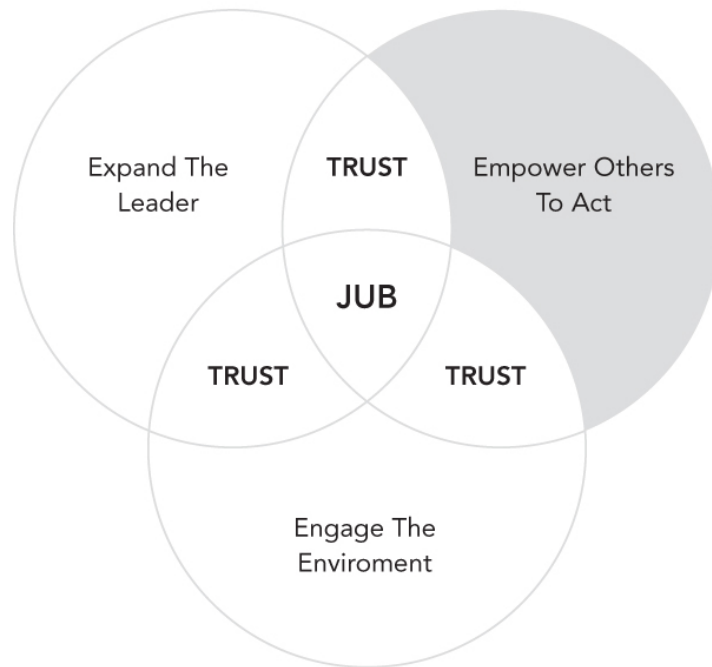 Expand The
Leader
TRUST
Empower Others
To Act
JUB
TRUST
TRUST
Engage The
Enviroment